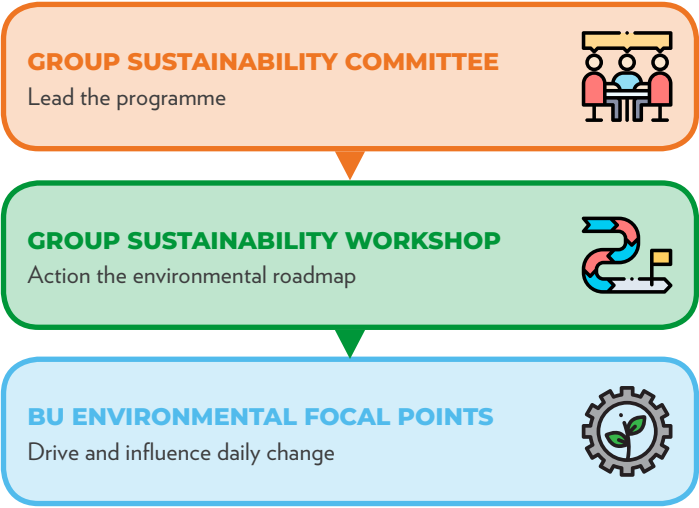 GROUP SUSTAINABILITY COMMITTEE
Lead the programme
GROUP SUSTAINABILITY WORKSHOP
Action the environmental roadmap
BU ENVIRONMENTAL FOCAL POINTS
Drive and influence daily change